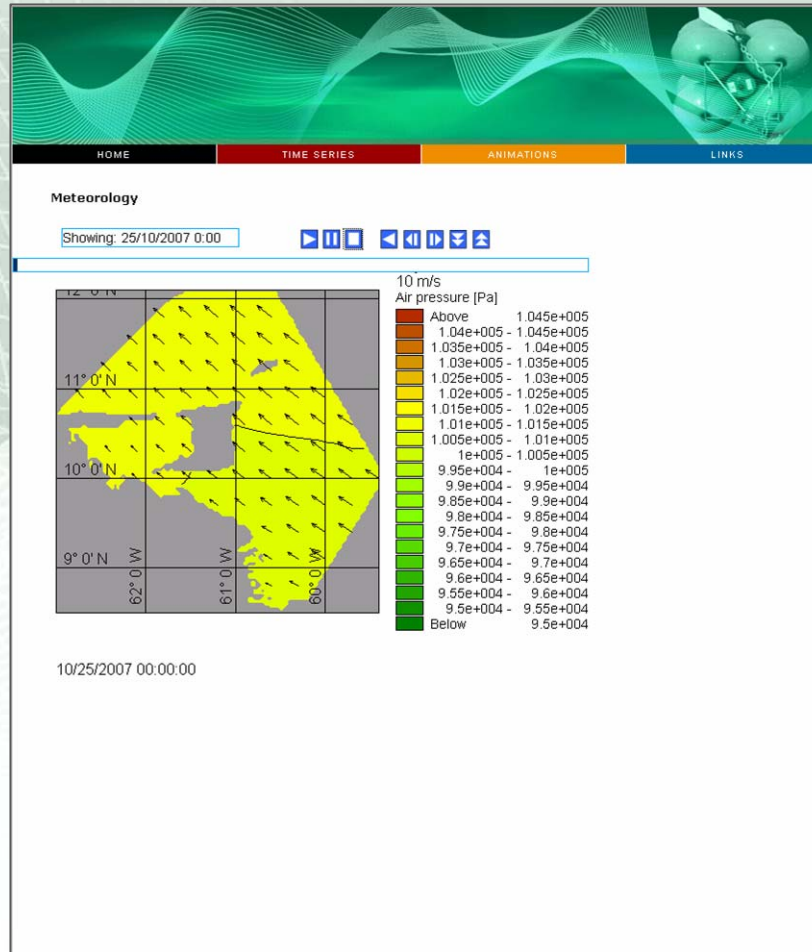 HOME TIME SERIES ANIMATIONS LINKS
Meteorology
Showing: 25/10/2007 0:00
10 m/s
Air pressure [Pa]
Above 1.045e+005
1.04e+005 - 1.045e+005
1.035e+005 - 1.04e+005
1.03e+005 - 1.035e+005
1.025e+005 - 1.03e+005
1.02e+005 - 1.025e+005
1.015e+005 - 1.02e+005
1.01e+005 - 1.015e+005
1.005e+005 - 1.01e+005
1e+005 - 1.005e+005
9.95e+004 - 1e+005
9.9e+004 - 9.95e+004
9.85e+004 - 9.9e+004
9.8e+004 - 9.85e+004
9.75e+004 - 9.8e+004
9.7e+004 - 9.75e+004
9.65e+004 - 9.7e+004
9.6e+004 - 9.65e+004
9.55e+004 - 9.6e+004
9.5e+004 - 9.55e+004
Below 9.5e+004
12° 0' N
11° 0' N
10° 0' N
9° 0' N
62° 0 W
61° 0 W
60° 0 W
10/25/2007 00:00:00